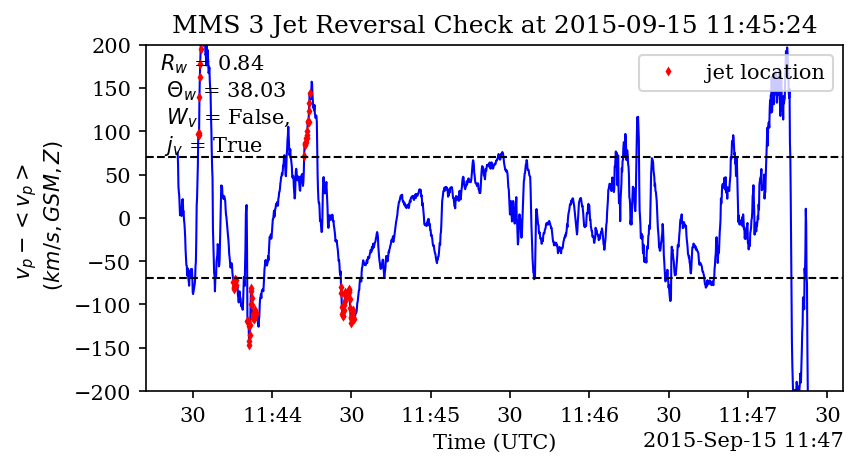 MMS 3 Jet Reversal Check at 2015-09-15 11:45:24
R_w = 0.84
Θ_w = 38.03
W_v = False,
j_v = True
jet location
200
150
100
50
0
−50
−100
−150
−200
v_p − < v_p >
(km/s, GSM, Z)
30 11:44 30 11:45 30 11:46 30 11:47 30
Time (UTC)
2015-Sep-15 11:47